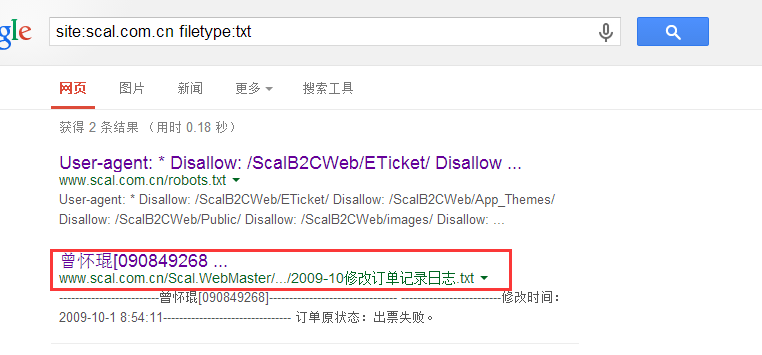 gle site:scal.com.cn filetype:txt
网页 图片 新闻 更多 搜索工具
获得 2 条结果 （用时 0.18 秒）
User-agent: * Disallow: /ScalB2CWeb/ETicket/ Disallow ...
www.scal.com.cn/robots.txt
User-agent: * Disallow: /ScalB2CWeb/ETicket/ Disallow: /ScalB2CWeb/App_Themes/
Disallow: /ScalB2CWeb/Public/ Disallow: /ScalB2CWeb/images/ Disallow: ...
曾怀琨[090849268 ...
www.scal.com.cn/Scal.WebMaster/.../2009-10修改订单记录日志.txt
-------------------------曾怀琨[090849268]------------------------- -------------------------修改时间：
2009-10-1 8:54:11-------------------------------- 订单原状态：出票失败。